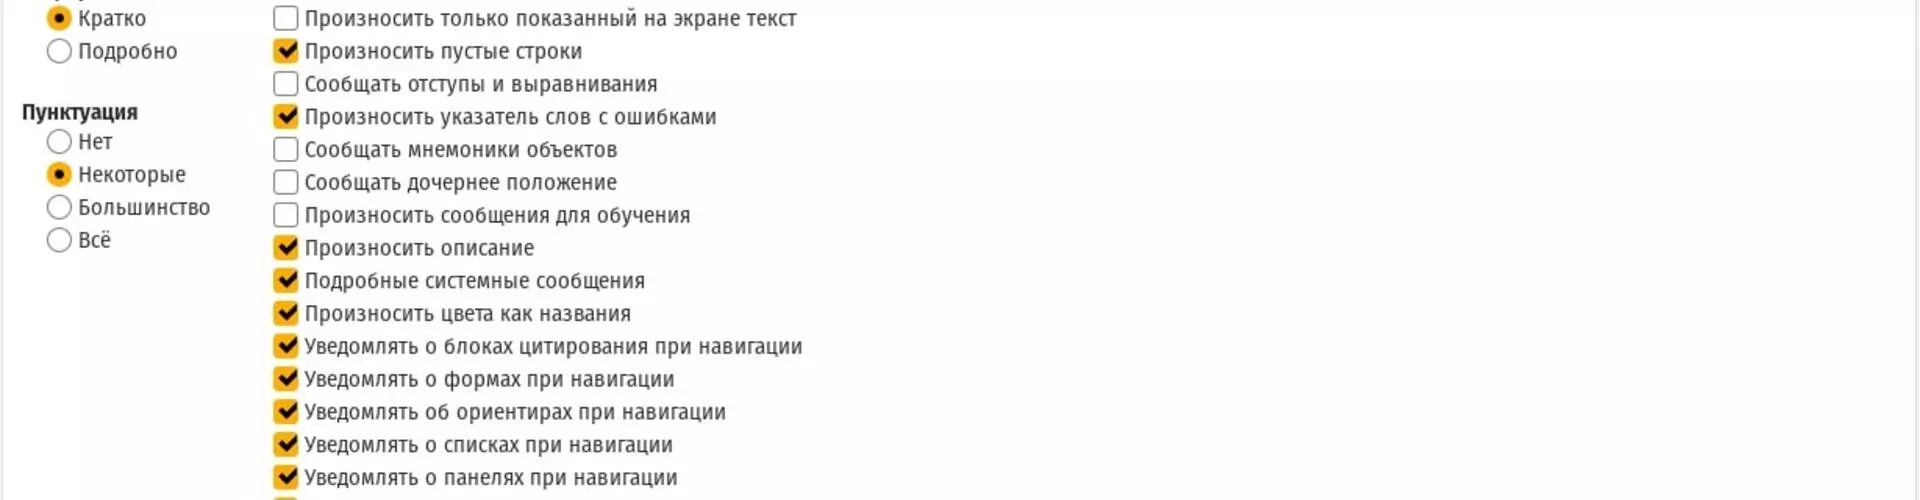 Кратко
Подробно
Пунктуация
Нет
Некоторые
Большинство
Всё
Произносить только показанный на экране текст
Произносить пустые строки
Сообщать отступы и выравнивания
Произносить указатель слов с ошибками
Сообщать мнемоники объектов
Сообщать дочернее положение
Произносить сообщения для обучения
Произносить описание
Подробные системные сообщения
Произносить цвета как названия
Уведомлять о блоках цитирования при навигации
Уведомлять о формах при навигации
Уведомлять об ориентирах при навигации
Уведомлять о списках при навигации
Уведомлять о панелях при навигации